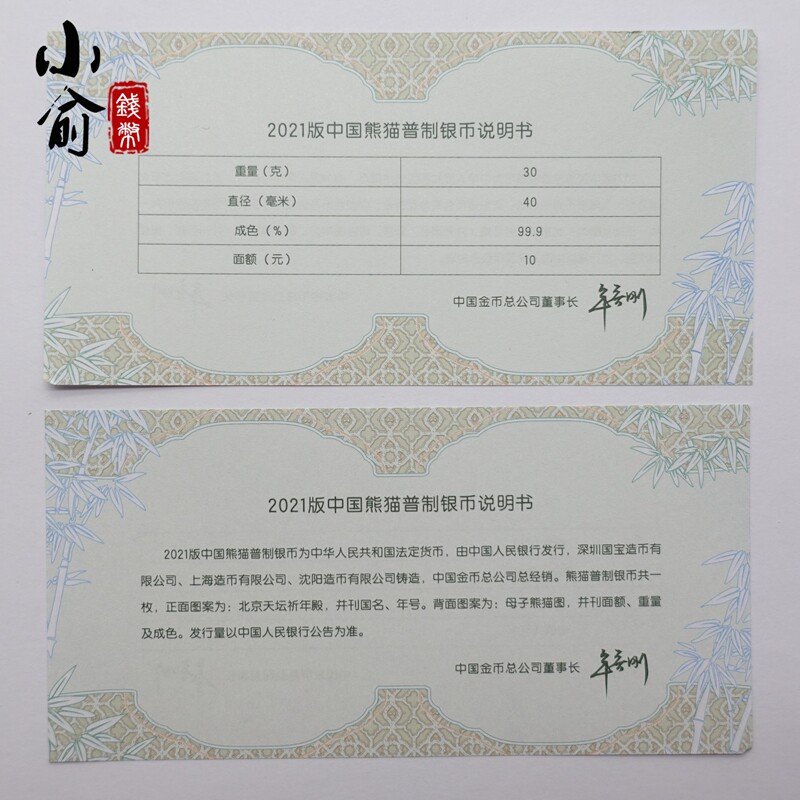 小俞
錢幣
2021版中国熊猫普制银币说明书
重量（克） 30
直径（毫米） 40
成色（%） 99.9
面额（元） 10
中国金币总公司董事长
2021版中国熊猫普制银币说明书
2021版中国熊猫普制银币为中华人民共和国法定货币，由中国人民银行发行，深圳国宝造币有
限公司、上海造币有限公司、沈阳造币有限公司铸造，中国金币总公司总经销。熊猫普制银币共一
枚，正面图案为：北京天坛祈年殿，并刊国名、年号。背面图案为：母子熊猫图，并刊面额、重量
及成色。发行量以中国人民银行公告为准。
中国金币总公司董事长